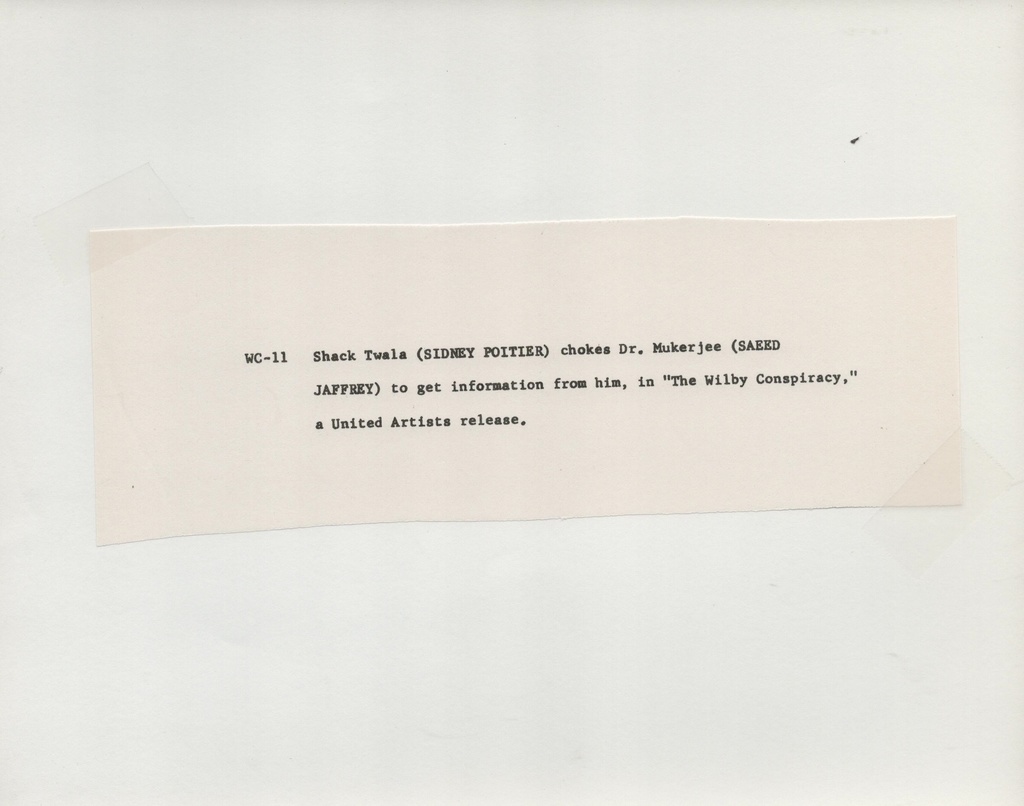 WC-11 Shack Twala (SIDNEY POITIER) chokes Dr. Mukerjee (SAEED
JAFFREY) to get information from him, in "The Wilby Conspiracy,"
a United Artists release.